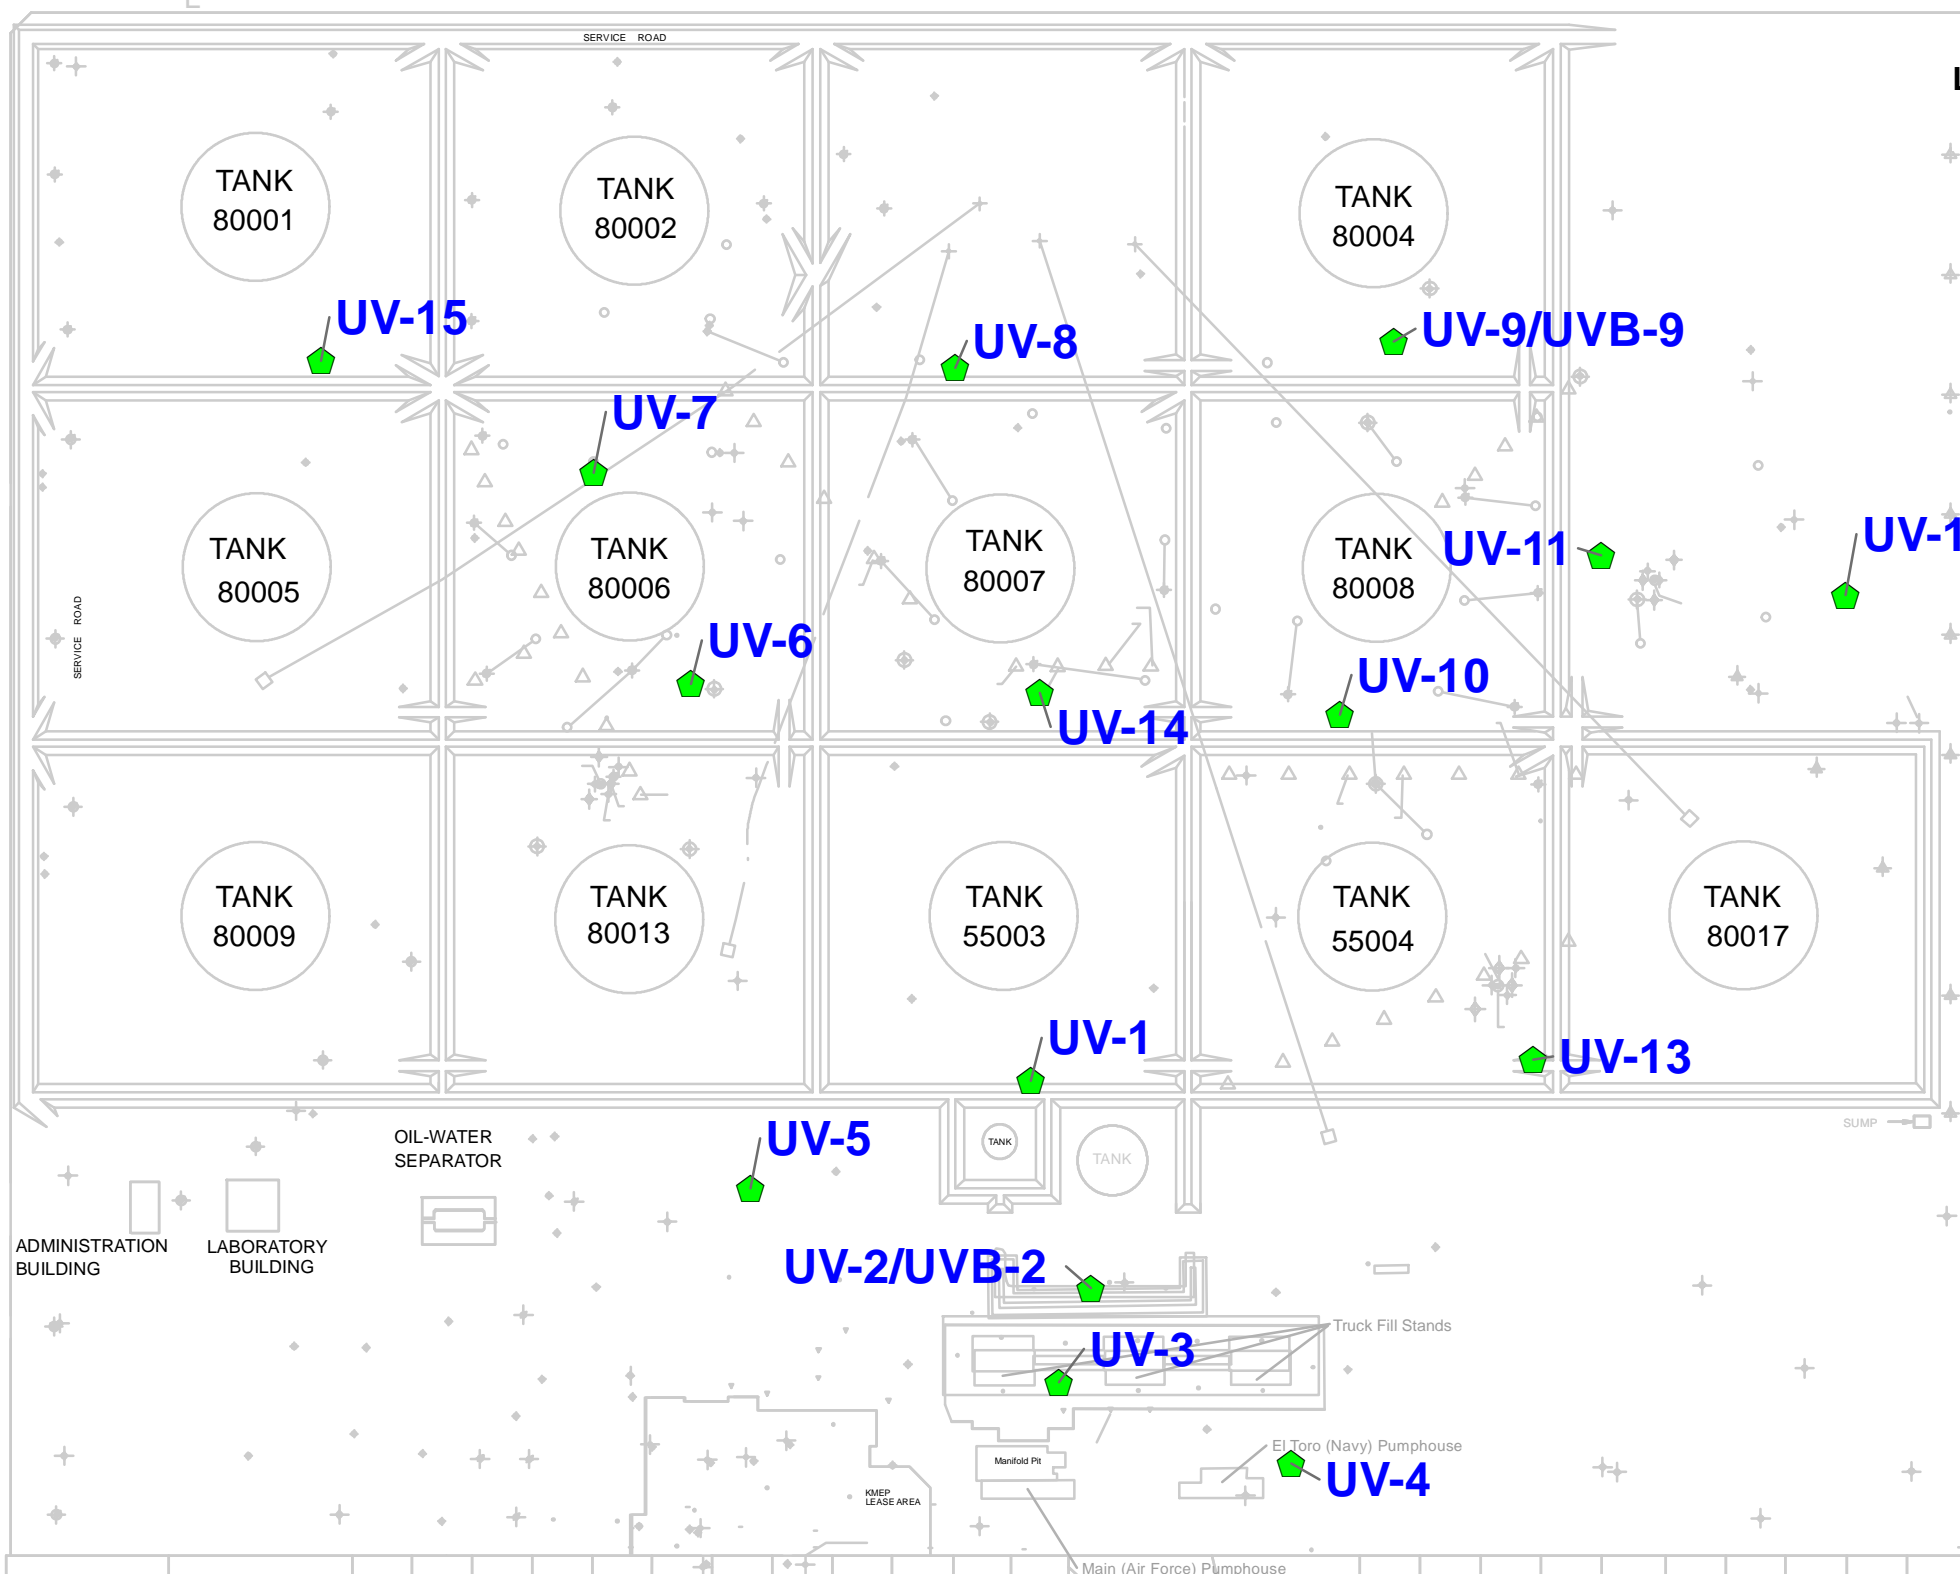 SERVICE ROAD
TANK
80001
TANK
80002
TANK
80004
UV-15
UV-8
UV-9/UVB-9
UV-7
TANK
80005
TANK
80006
TANK
80007
TANK
80008
UV-11
UV-1
SERVICE ROAD
UV-6
UV-10
UV-14
TANK
80009
TANK
80013
TANK
55003
TANK
55004
TANK
80017
UV-1
UV-13
OIL-WATER
SEPARATOR
UV-5
TANK
TANK
SUMP
ADMINISTRATION
BUILDING
LABORATORY
BUILDING
UV-2/UVB-2
Truck Fill Stands
UV-3
El Toro (Navy) Pumphouse
Manifold Pit
UV-4
KMEP
LEASE AREA
Main (Air Force) Pumphouse